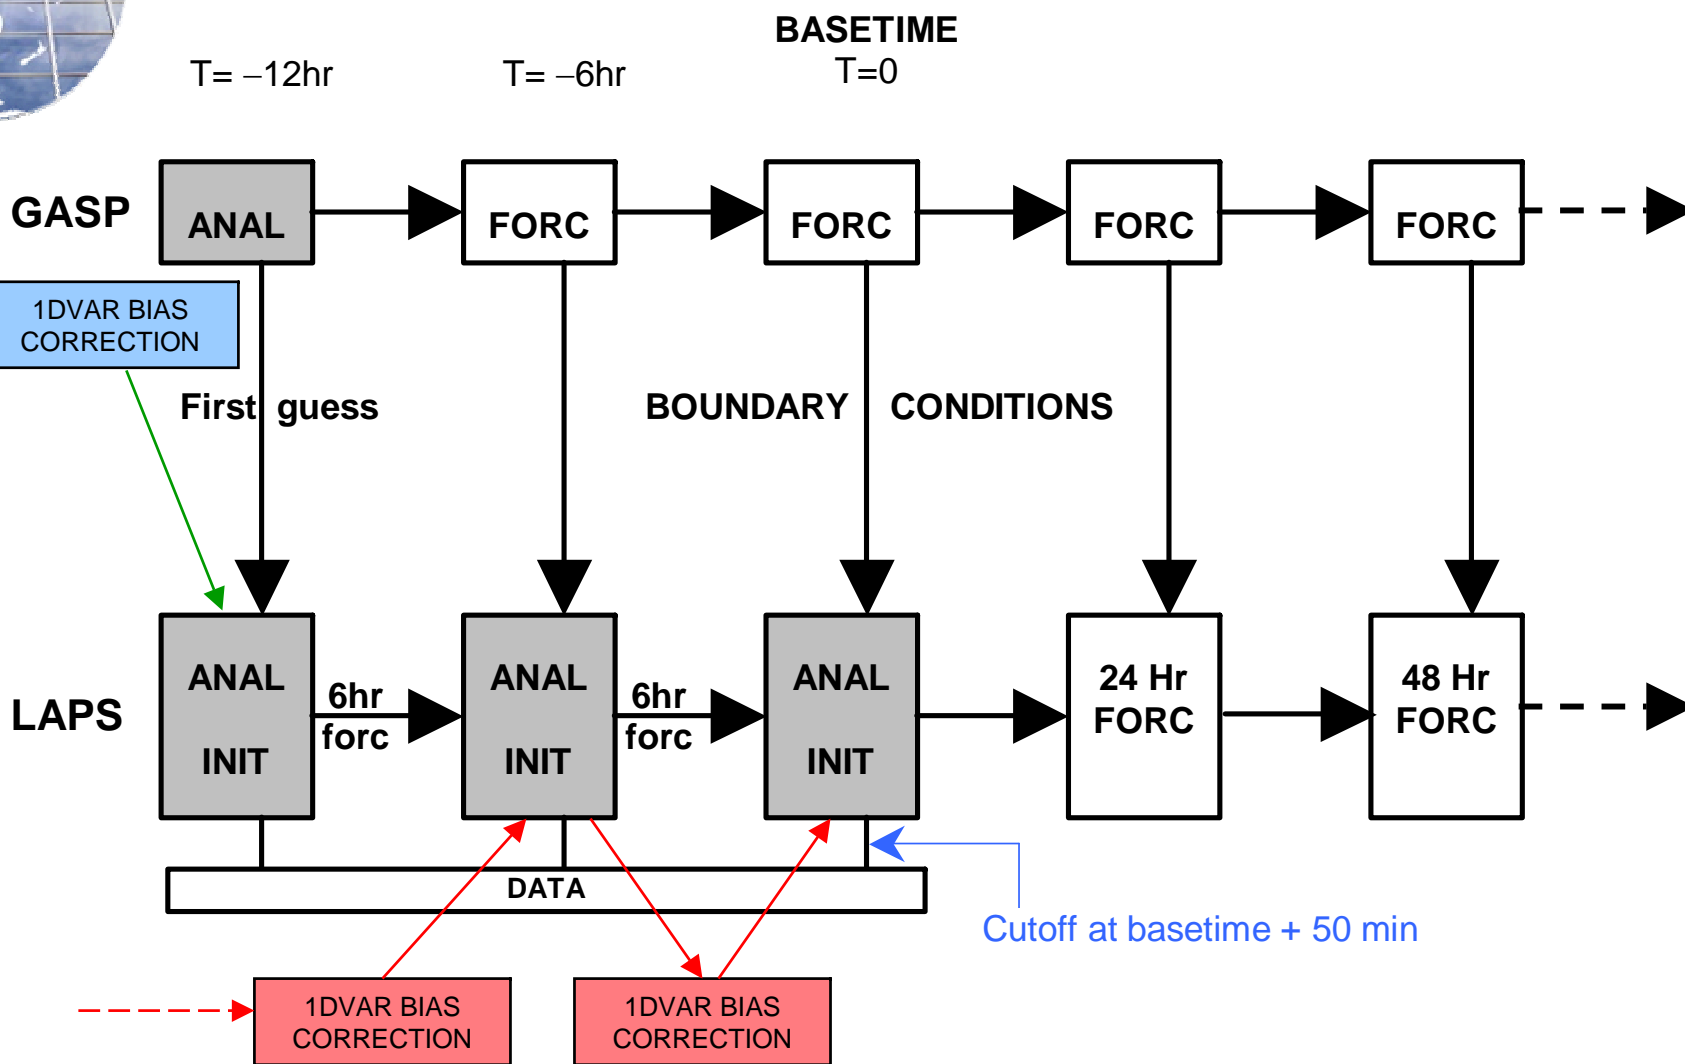 BASETIME
T= –12hr
T= –6hr
T=0
GASP
ANAL
FORC
FORC
FORC
FORC
1DVAR BIAS
CORRECTION
First guess
BOUNDARY CONDITIONS
LAPS
ANAL
INIT
6hr
forc
ANAL
INIT
6hr
forc
ANAL
INIT
24 Hr
FORC
48 Hr
FORC
DATA
Cutoff at basetime + 50 min
1DVAR BIAS
CORRECTION
1DVAR BIAS
CORRECTION